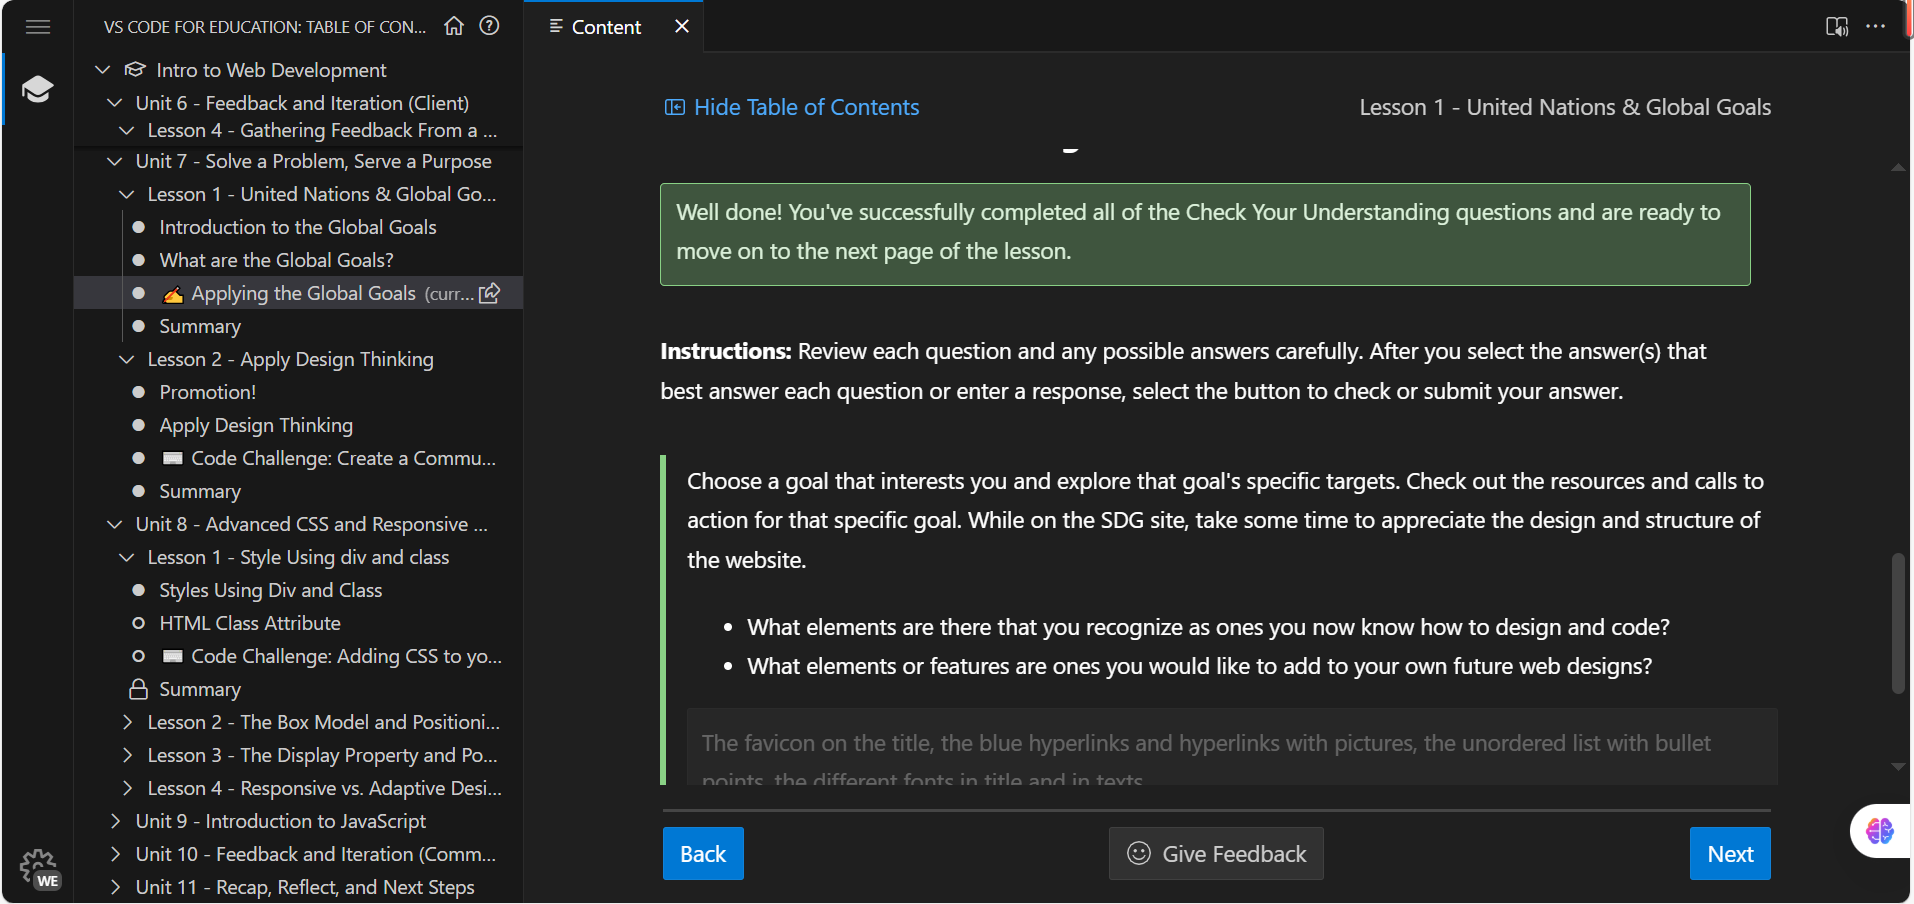 VS CODE FOR EDUCATION: TABLE OF CON...
Intro to Web Development
Unit 6 - Feedback and Iteration (Client)
Lesson 4 - Gathering Feedback From a ...
Unit 7 - Solve a Problem, Serve a Purpose
Lesson 1 - United Nations & Global Go...
Introduction to the Global Goals
What are the Global Goals?
Applying the Global Goals (curr...
Summary
Lesson 2 - Apply Design Thinking
Promotion!
Apply Design Thinking
Code Challenge: Create a Commu...
Summary
Unit 8 - Advanced CSS and Responsive ...
Lesson 1 - Style Using div and class
Styles Using Div and Class
HTML Class Attribute
Code Challenge: Adding CSS to yo...
Summary
Lesson 2 - The Box Model and Positioni...
Lesson 3 - The Display Property and Po...
Lesson 4 - Responsive vs. Adaptive Desi...
Unit 9 - Introduction to JavaScript
Unit 10 - Feedback and Iteration (Comm...
Unit 11 - Recap, Reflect, and Next Steps
WE
Content
Hide Table of Contents
Lesson 1 - United Nations & Global Goals
Well done! You've successfully completed all of the Check Your Understanding questions and are ready to
move on to the next page of the lesson.
Instructions: Review each question and any possible answers carefully. After you select the answer(s) that
best answer each question or enter a response, select the button to check or submit your answer.
Choose a goal that interests you and explore that goal's specific targets. Check out the resources and calls to
action for that specific goal. While on the SDG site, take some time to appreciate the design and structure of
the website.
• What elements are there that you recognize as ones you now know how to design and code?
• What elements or features are ones you would like to add to your own future web designs?
The favicon on the title, the blue hyperlinks and hyperlinks with pictures, the unordered list with bullet
points, the different fonts in title and in texts
Back
Give Feedback
Next